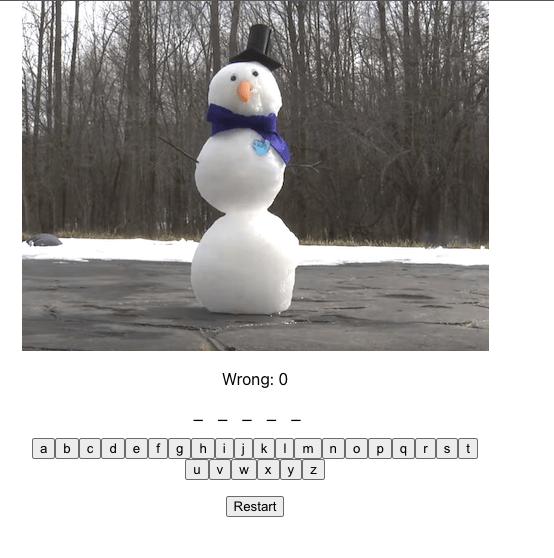 Wrong: 0
_ _ _ _ _
a b c d e f g h i j k l m n o p q r s t
u v w x y z
Restart